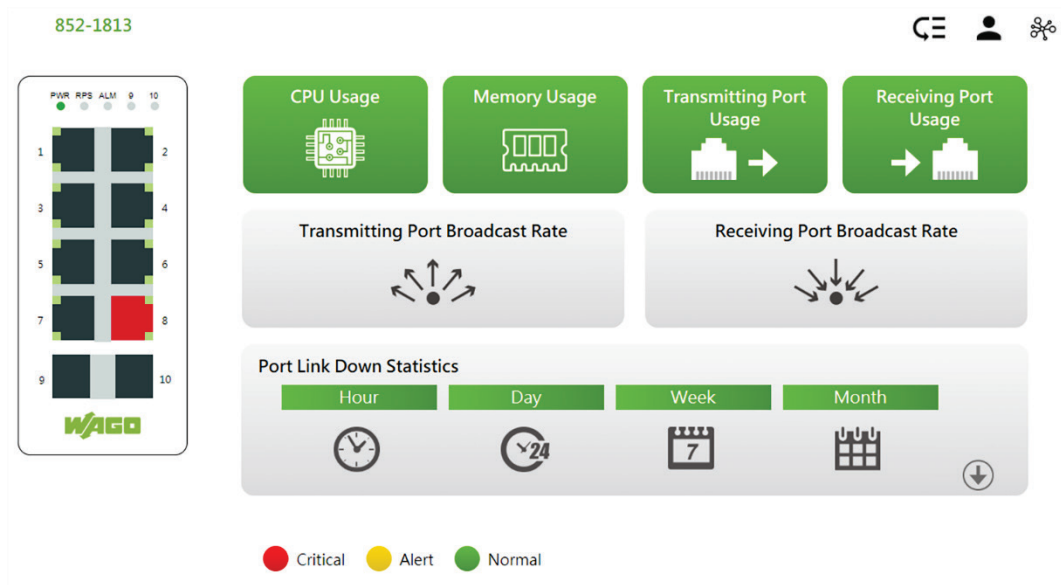 852-1813
PWR RPS ALM 9 10
1 2
3 4
5 6
7 8
9 10
WAGO
CPU Usage
Memory Usage
Transmitting Port
Usage
Receiving Port
Usage
Transmitting Port Broadcast Rate
Receiving Port Broadcast Rate
Port Link Down Statistics
Hour Day Week Month
24
7
Critical Alert Normal